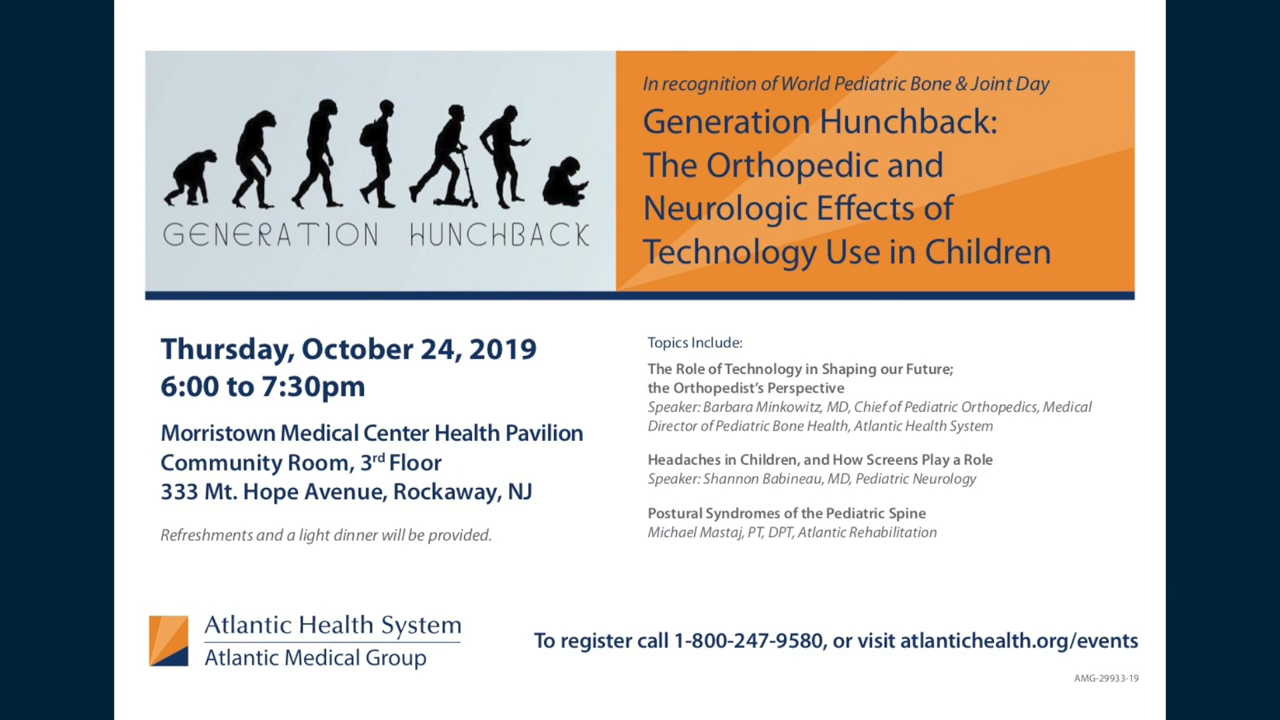 GENERATION HUNCHBACK
In recognition of World Pediatric Bone & Joint Day
Generation Hunchback:
The Orthopedic and
Neurologic Effects of
Technology Use in Children
Thursday, October 24, 2019
6:00 to 7:30pm
Morristown Medical Center Health Pavilion
Community Room, 3rd Floor
333 Mt. Hope Avenue, Rockaway, NJ
Refreshments and a light dinner will be provided.
Topics Include:
The Role of Technology in Shaping our Future;
the Orthopedist's Perspective
Speaker: Barbara Minkowitz, MD, Chief of Pediatric Orthopedics, Medical
Director of Pediatric Bone Health, Atlantic Health System
Headaches in Children, and How Screens Play a Role
Speaker: Shannon Babineau, MD, Pediatric Neurology
Postural Syndromes of the Pediatric Spine
Michael Mastaj, PT, DPT, Atlantic Rehabilitation
Atlantic Health System
Atlantic Medical Group
To register call 1-800-247-9580, or visit atlantichealth.org/events
AMG-29933-19